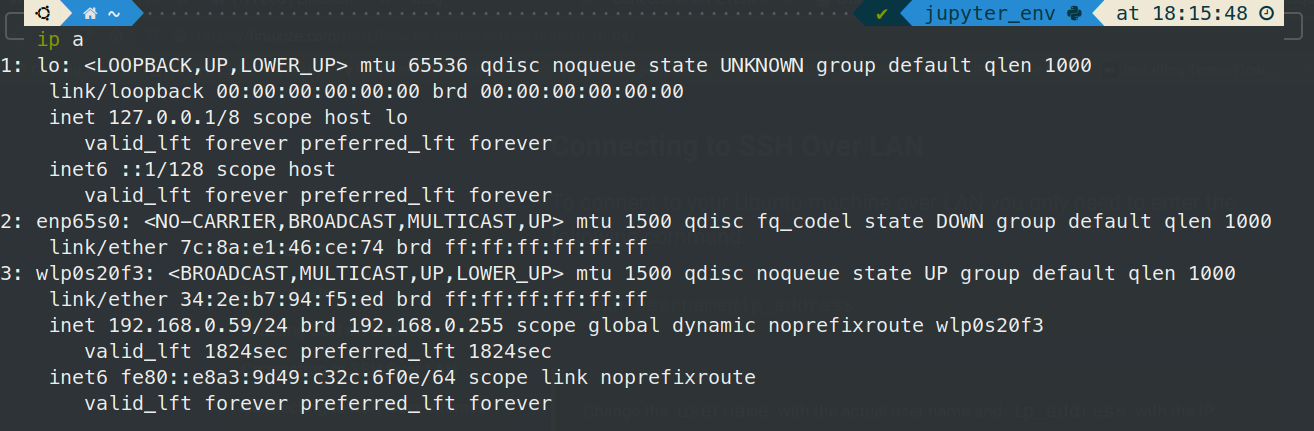 ~ ✔ jupyter_env at 18:15:48
ip a
1: lo: <LOOPBACK,UP,LOWER_UP> mtu 65536 qdisc noqueue state UNKNOWN group default qlen 1000
link/loopback 00:00:00:00:00:00 brd 00:00:00:00:00:00
inet 127.0.0.1/8 scope host lo
valid_lft forever preferred_lft forever
Connecting to SSH Over LAN
inet6 ::1/128 scope host
valid_lft forever preferred_lft forever
2: enp65s0: <NO-CARRIER,BROADCAST,MULTICAST,UP> mtu 1500 qdisc fq_codel state DOWN group default qlen 1000
link/ether 7c:8a:e1:46:ce:74 brd ff:ff:ff:ff:ff:ff
3: wlp0s20f3: <BROADCAST,MULTICAST,UP,LOWER_UP> mtu 1500 qdisc noqueue state UP group default qlen 1000
link/ether 34:2e:b7:94:f5:ed brd ff:ff:ff:ff:ff:ff
inet 192.168.0.59/24 brd 192.168.0.255 scope global dynamic noprefixroute wlp0s20f3
valid_lft 1824sec preferred_lft 1824sec
inet6 fe80::e8a3:9d49:c32c:6f0e/64 scope link noprefixroute
valid_lft forever preferred_lft forever